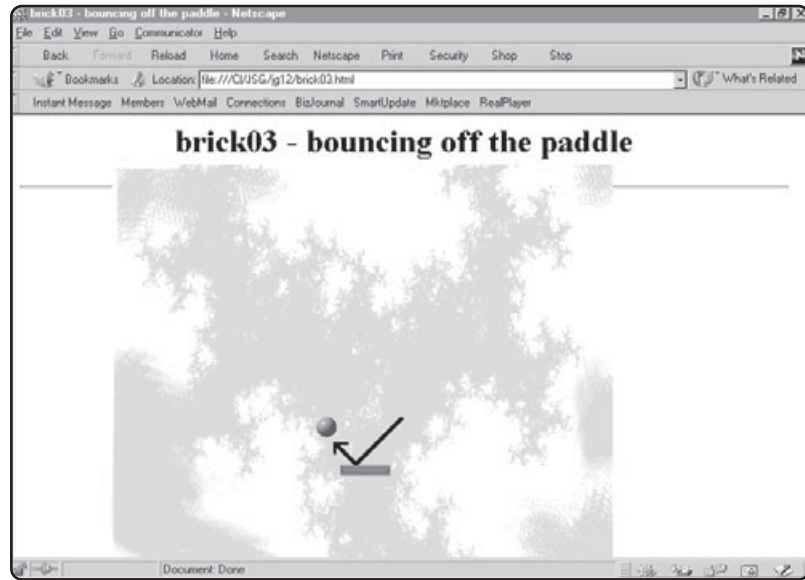 brick03 - bouncing off the paddle - Netscape
File Edit View Go Communicator Help
Back Forward Reload Home Search Netscape Print Security Shop Stop
Bookmarks Location: file:///C|/JSG/jg12/brick03.html What's Related
Instant Message Members WebMail Connections BizJournal SmartUpdate Mktplace RealPlayer
brick03 - bouncing off the paddle
Document: Done